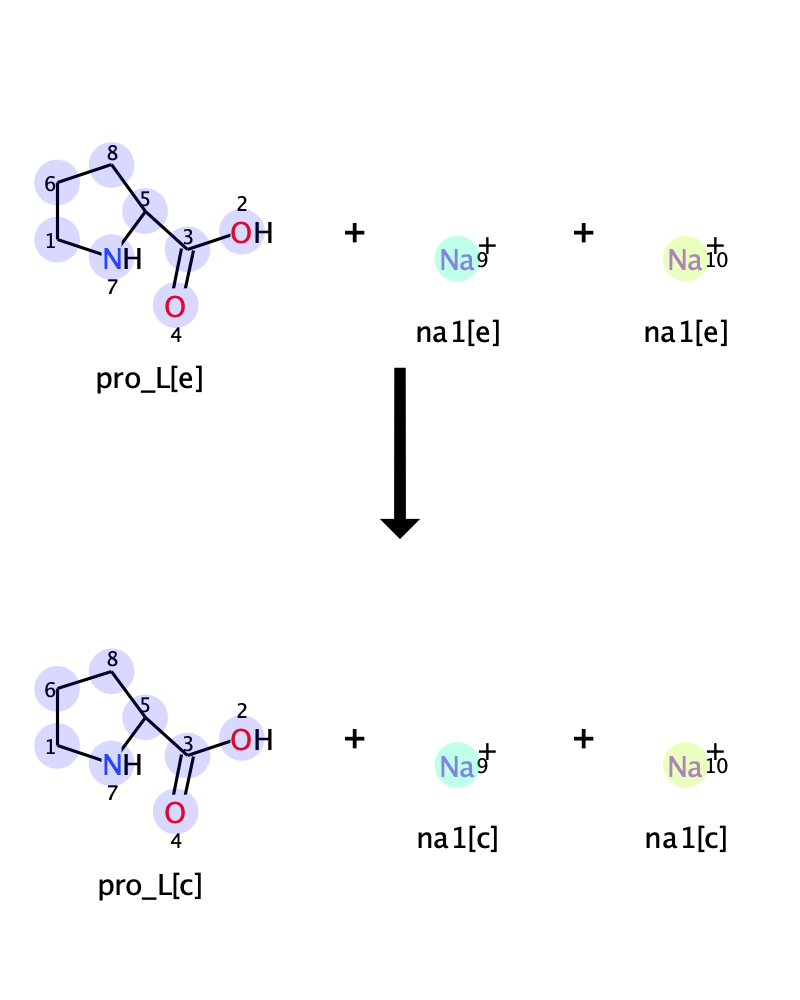 8
6
5
2
1
3
OH
+
+
+
+
NH
Na
9
Na
10
7
O
4
na1[e]
na1[e]
pro_L[e]
8
6
5
2
1
3
OH
+
+
+
+
NH
Na
9
Na
10
7
O
4
na1[c]
na1[c]
pro_L[c]